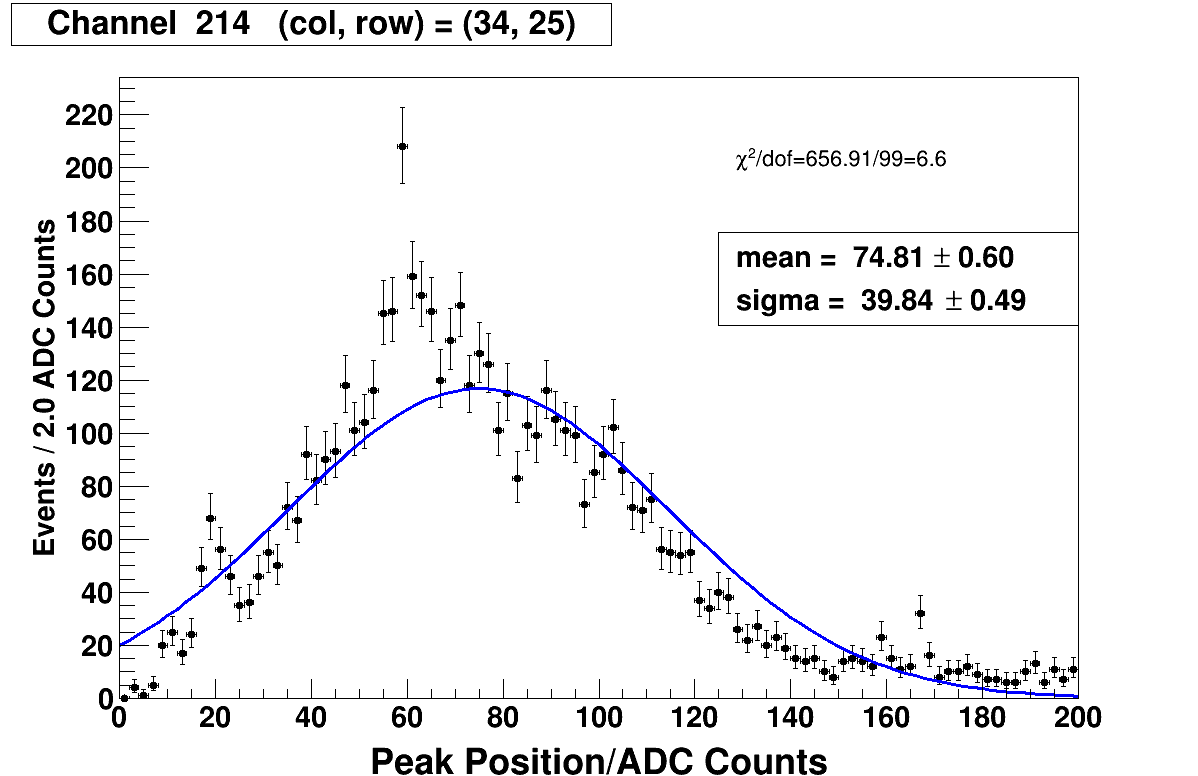 Channel 214 (col, row) = (34, 25)
χ²/dof=656.91/99=6.6
mean = 74.81 ± 0.60
sigma = 39.84 ± 0.49
Events / 2.0 ADC Counts
220
200
180
160
140
120
100
80
60
40
20
0
0 20 40 60 80 100 120 140 160 180 200
Peak Position/ADC Counts